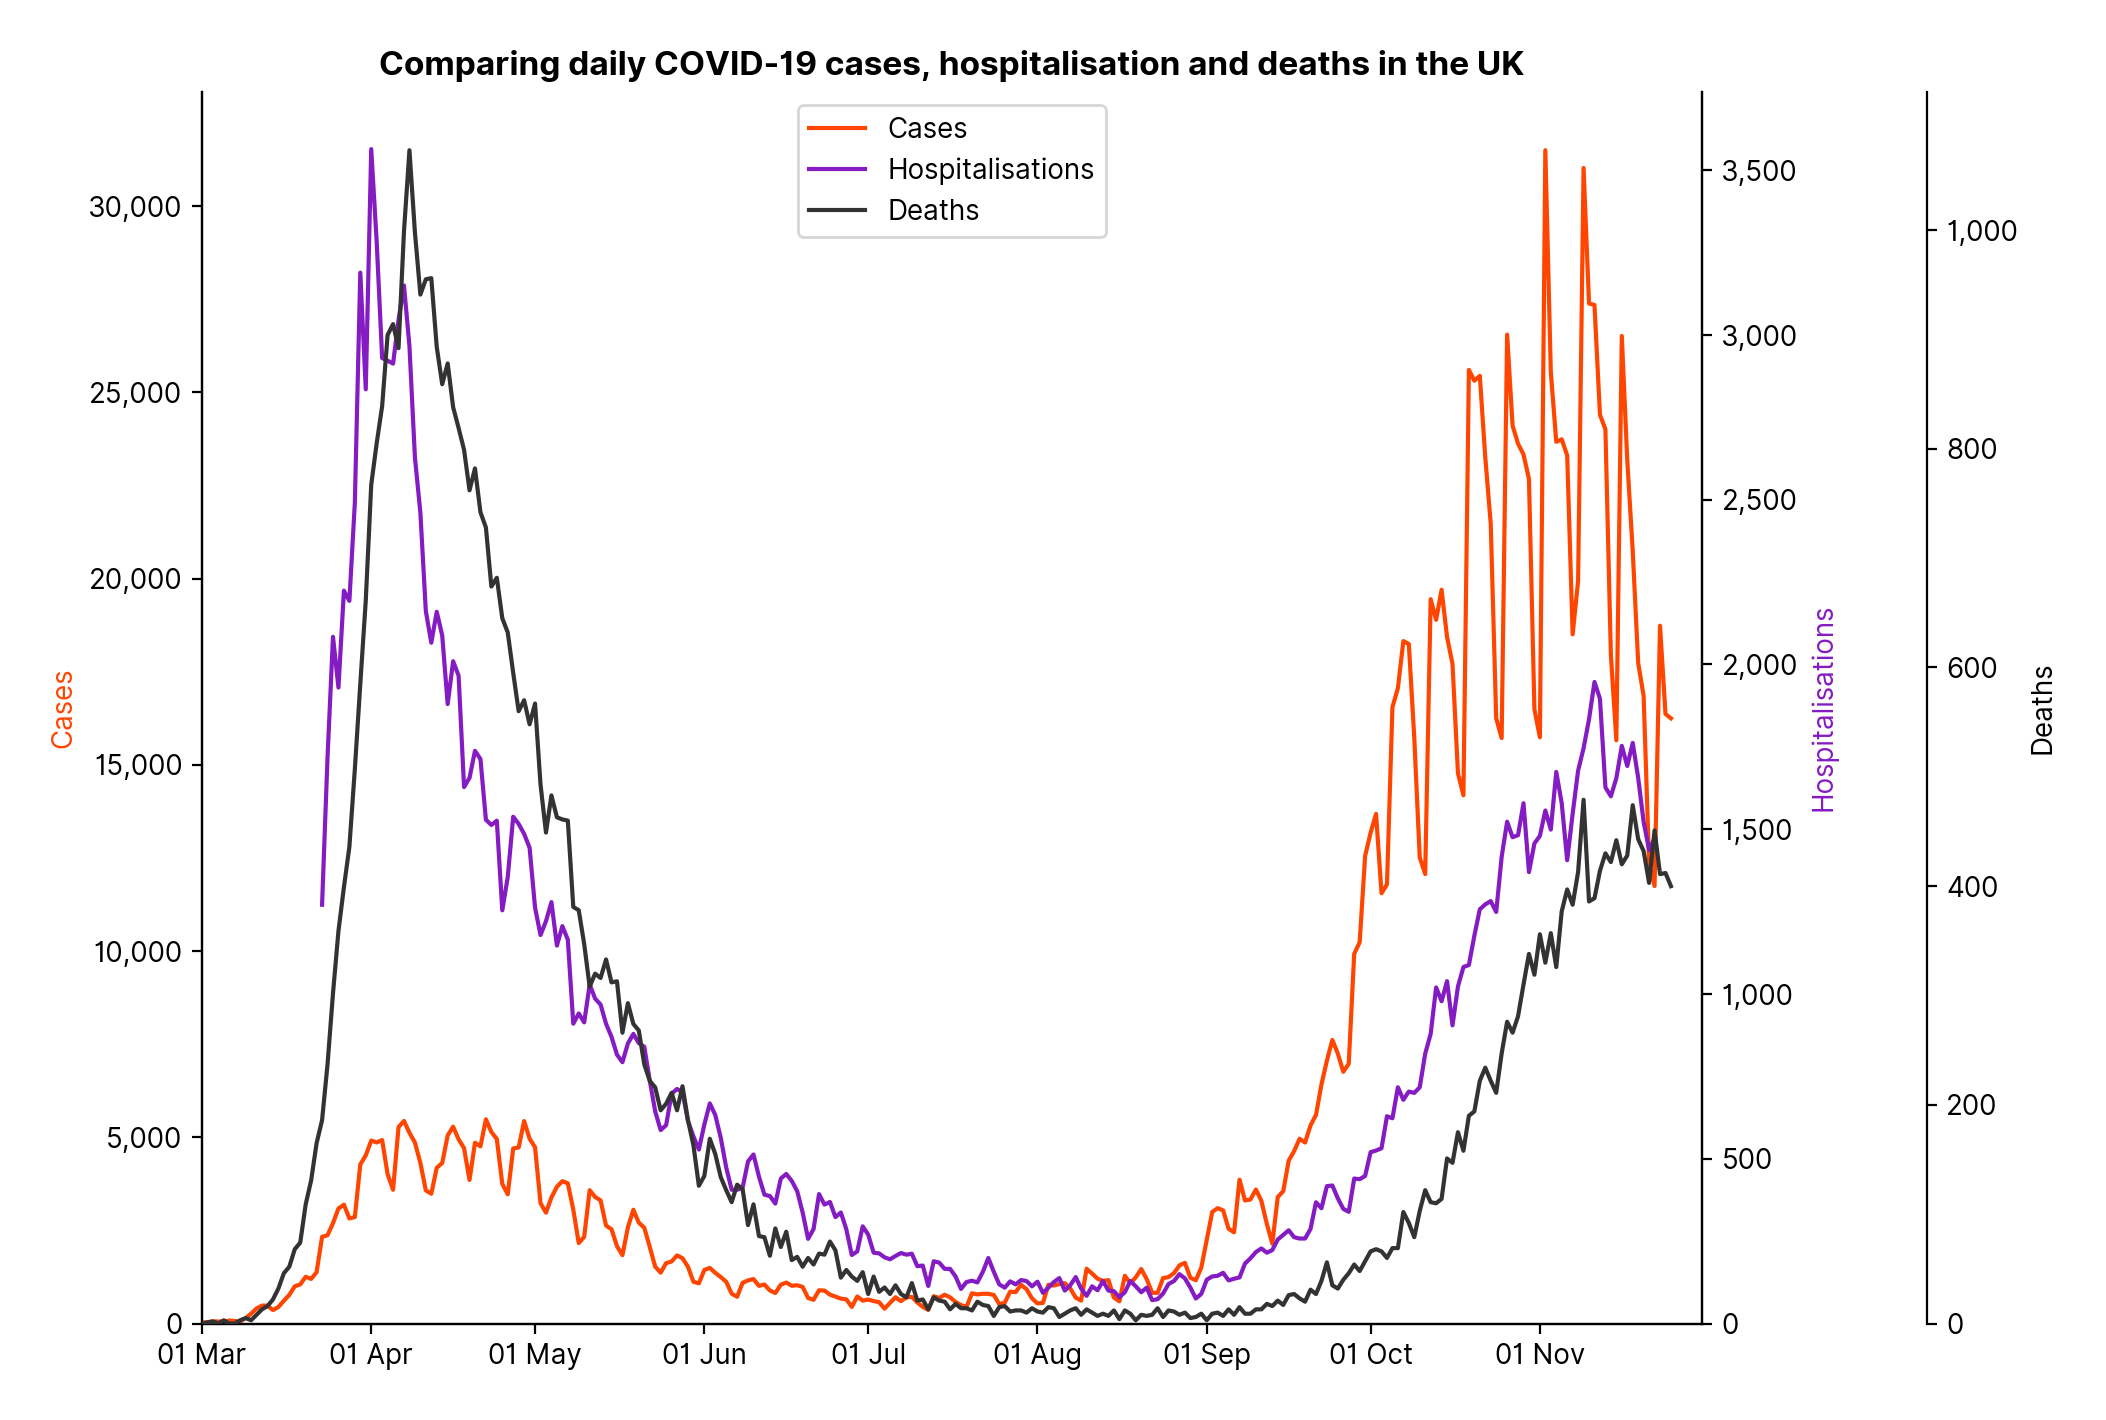 Comparing daily COVID-19 cases, hospitalisation and deaths in the UK
Cases
Hospitalisations
Deaths
30,000
25,000
20,000
15,000
10,000
5,000
0
Cases
3,500
3,000
2,500
2,000
1,500
1,000
500
0
Hospitalisations
1,000
800
600
400
200
0
Deaths
01 Mar
01 Apr
01 May
01 Jun
01 Jul
01 Aug
01 Sep
01 Oct
01 Nov